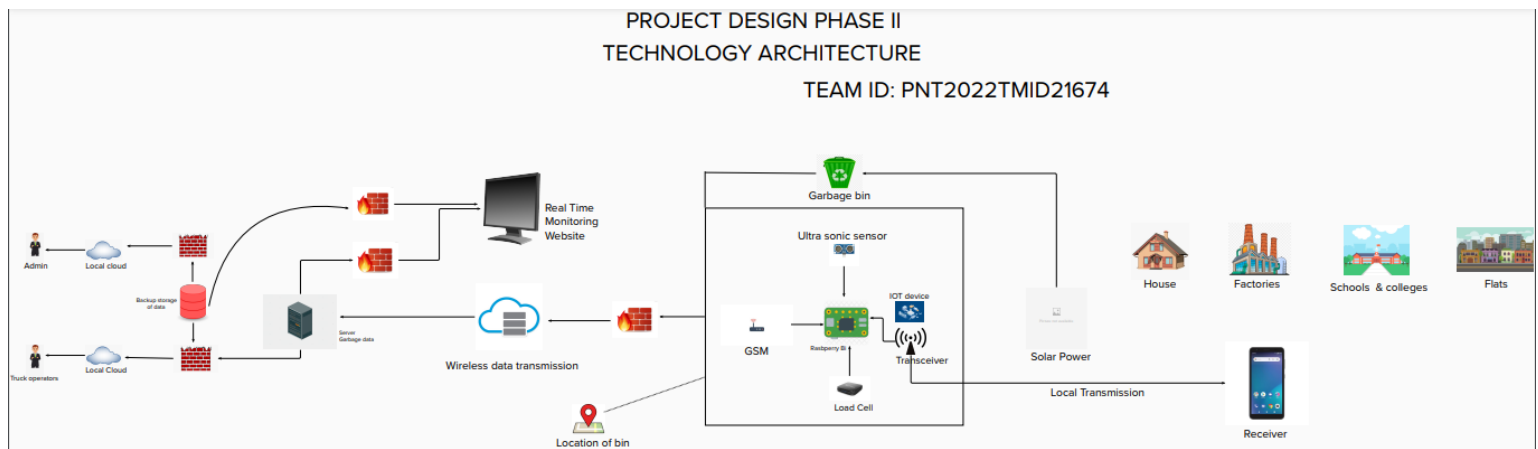 PROJECT DESIGN PHASE II
TECHNOLOGY ARCHITECTURE
TEAM ID: PNT2022TMID21674
Garbage bin
Real Time
Monitoring
Website
Ultra sonic sensor
Admin
Local cloud
House
Factories
Schools & colleges
Flats
Backup storage
of data
IOT device
Server
Garbage data
GSM
Rasbperry Bi
Transceiver
Solar Power
Wireless data transmission
Truck operators
Local Cloud
Load Cell
Local Transmission
Location of bin
Receiver